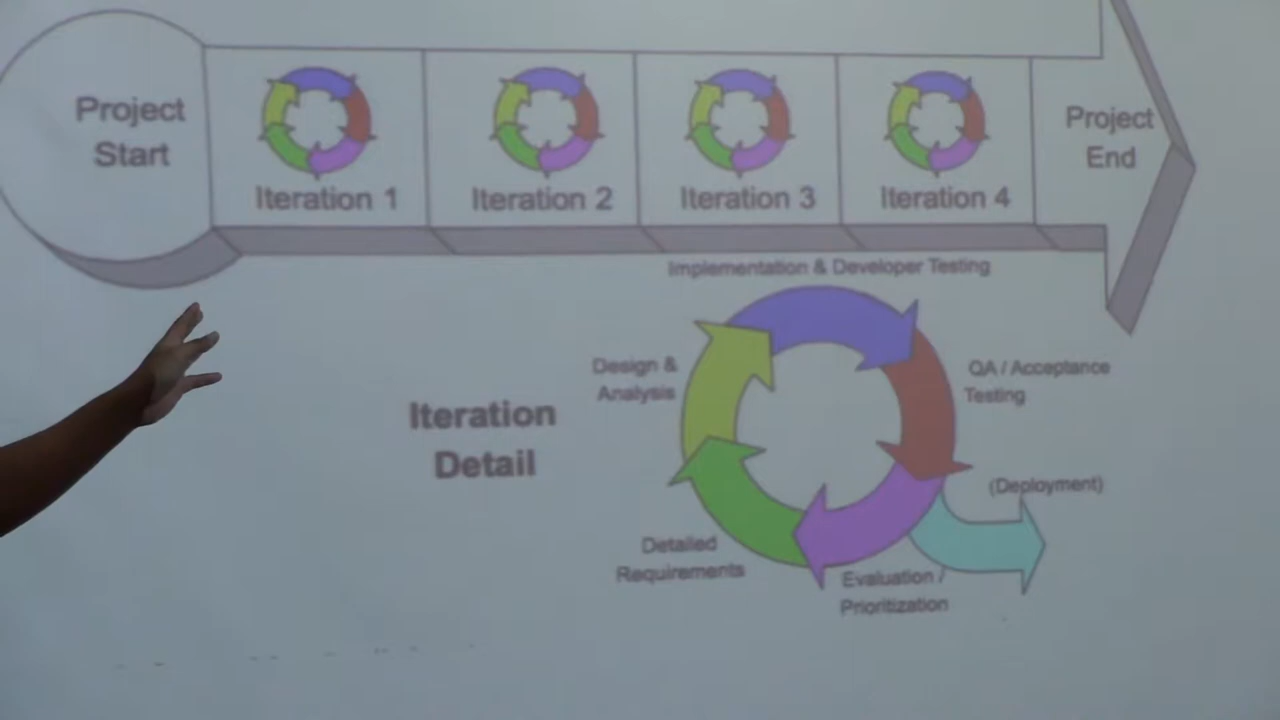 Project
Start
Iteration 1
Iteration 2
Iteration 3
Iteration 4
Project
End
Implementation & Developer Testing
Design &
Analysis
QA / Acceptance
Testing
Iteration
Detail
(Deployment)
Detailed
Requirements
Evaluation /
Prioritization